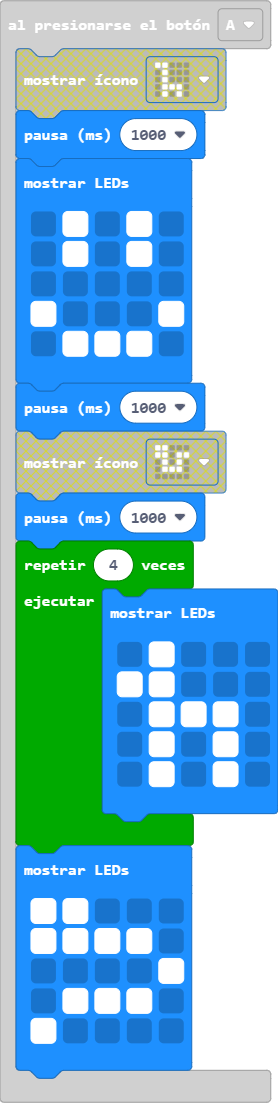 al presionarse el botón A
mostrar ícono
pausa (ms) 1000
mostrar LEDs
pausa (ms) 1000
mostrar ícono
pausa (ms) 1000
repetir 4 veces
ejecutar
mostrar LEDs
mostrar LEDs